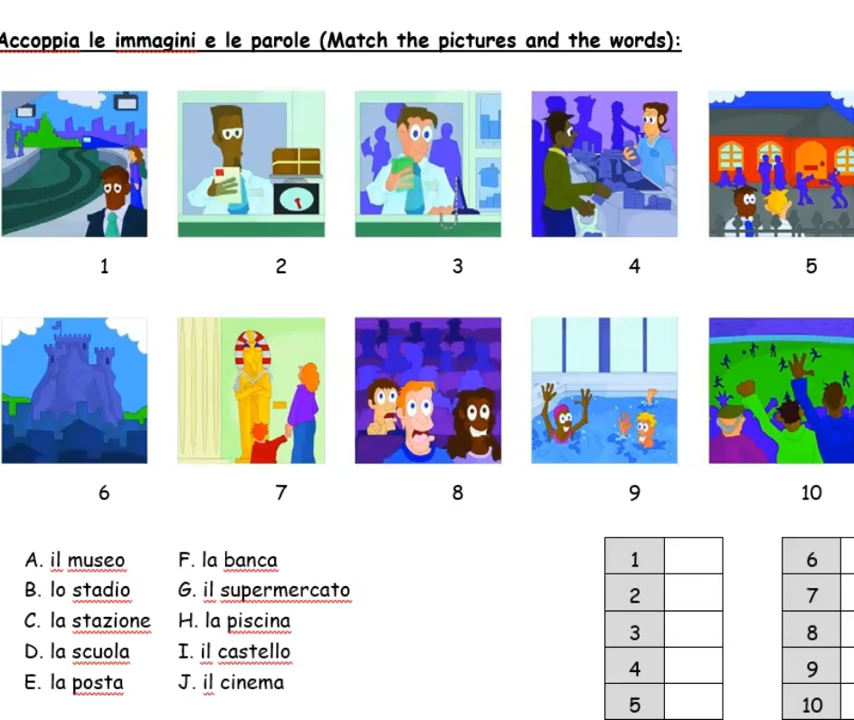 Accoppia le immagini e le parole (Match the pictures and the words):
1 2 3 4 5
6 7 8 9 10
A. il museo F. la banca
B. lo stadio G. il supermercato
C. la stazione H. la piscina
D. la scuola I. il castello
E. la posta J. il cinema
1 6
2 7
3 8
4 9
5 10